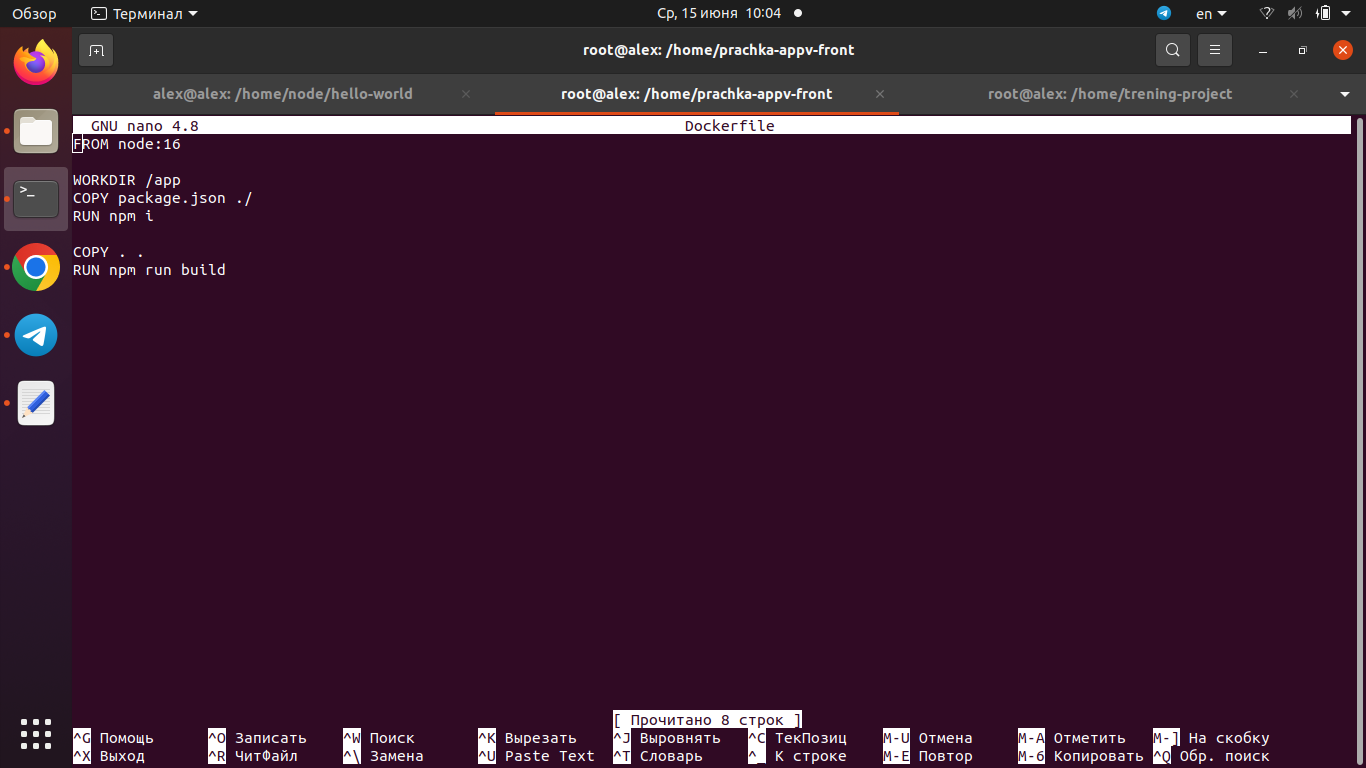 Обзор Терминал Ср, 15 июня 10:04 en
root@alex: /home/prachka-appv-front
alex@alex: /home/node/hello-world root@alex: /home/prachka-appv-front root@alex: /home/trening-project
GNU nano 4.8 Dockerfile
FROM node:16
WORKDIR /app
COPY package.json ./
RUN npm i
COPY . .
RUN npm run build
[ Прочитано 8 строк ]
^G Помощь ^O Записать ^W Поиск ^K Вырезать ^J Выровнять ^C ТекПозиц M-U Отмена M-A Отметить M-] На скобку
^X Выход ^R ЧитФайл ^\ Замена ^U Paste Text ^T Словарь ^_ К строке M-E Повтор M-6 Копировать ^Q Обр. поиск